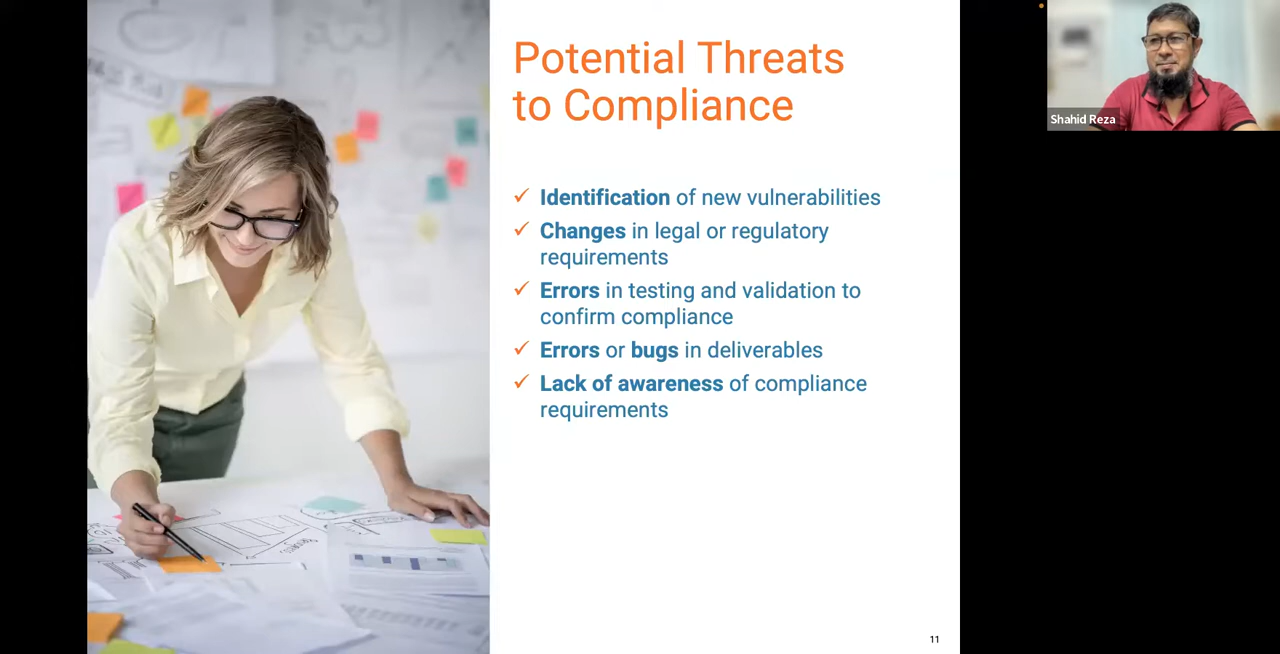 Potential Threats
to Compliance
✓ Identification of new vulnerabilities
✓ Changes in legal or regulatory
requirements
✓ Errors in testing and validation to
confirm compliance
✓ Errors or bugs in deliverables
✓ Lack of awareness of compliance
requirements
11
Shahid Reza